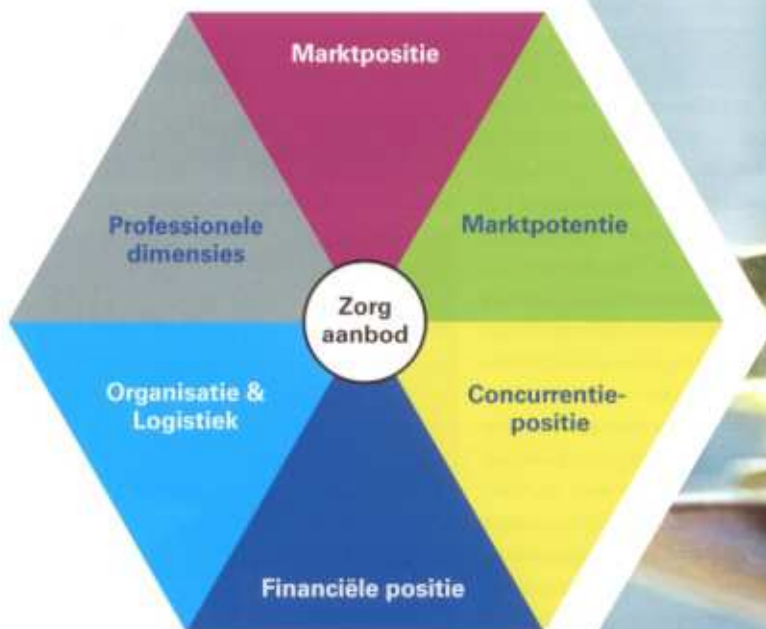 Marktpositie
Professionele
dimensies
Marktpotentie
Zorg
aanbod
Organisatie &
Logistiek
Concurrentie-
positie
Financiële positie